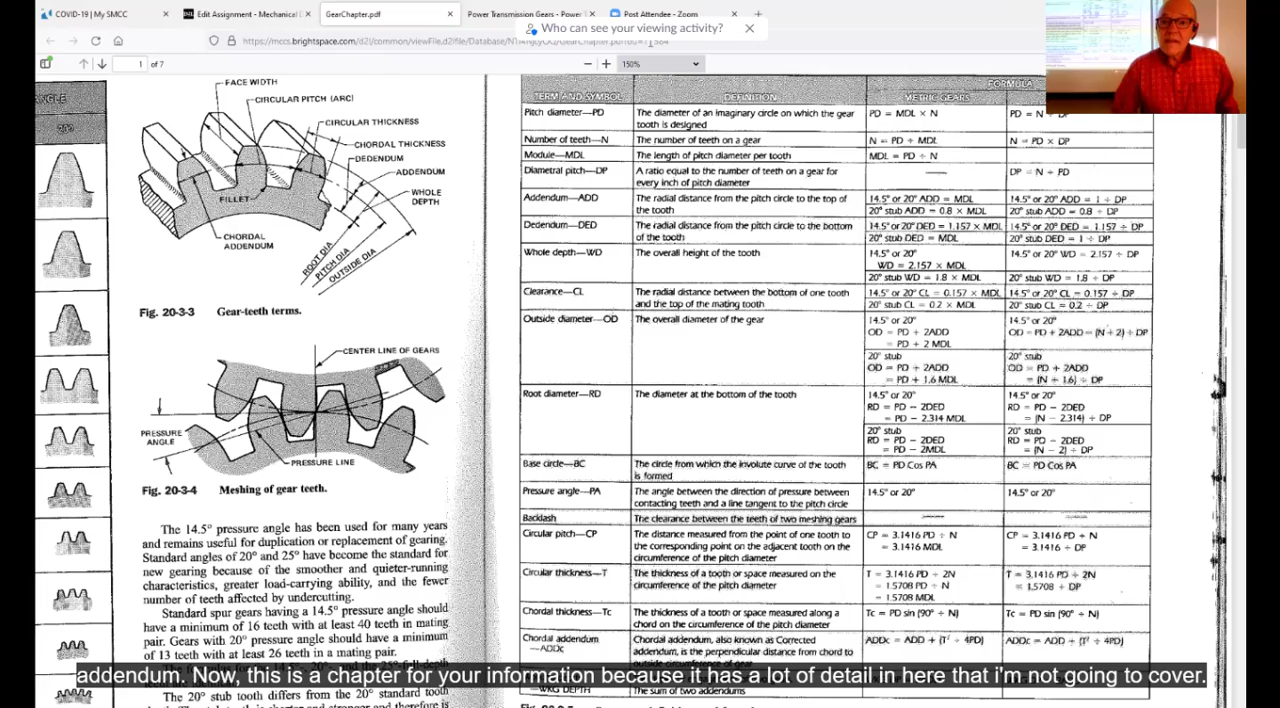 COVID-19 | My SMCC
Edit Assignment - Mechanical D
GearChapter.pdf
Power Transmission Gears - Power
Post Attendee - Zoom
Who can see your viewing activity?
1 of 7
150%
ANGLE
20°
FACE WIDTH
CIRCULAR PITCH (ARC)
CIRCULAR THICKNESS
CHORDAL THICKNESS
DEDENDUM
ADDENDUM
WHOLE DEPTH
FILLET
CHORDAL ADDENDUM
ROOT DIA
PITCH DIA
OUTSIDE DIA
Fig. 20-3-3 Gear-teeth terms.
CENTER LINE OF GEARS
PRESSURE ANGLE
PRESSURE LINE
Fig. 20-3-4 Meshing of gear teeth.
The 14.5° pressure angle has been used for many years
and remains useful for duplication or replacement of gearing.
Standard angles of 20° and 25° have become the standard for
new gearing because of the smoother and quieter-running
characteristics, greater load-carrying ability, and the fewer
number of teeth affected by undercutting.
Standard spur gears having a 14.5° pressure angle should
have a minimum of 16 teeth with at least 40 teeth in mating
pair. Gears with 20° pressure angle should have a minimum
of 13 teeth with at least 26 teeth in a mating pair.
The 20° stub tooth differs from the 20° standard tooth
FORMULA
TERM AND SYMBOL DEFINITION METRIC GEARS
Pitch diameter—PD The diameter of an imaginary circle on which the gear PD = MDL × N PD = N ÷ DP
tooth is designed
Number of teeth—N The number of teeth on a gear N = PD ÷ MDL N = PD × DP
Module—MDL The length of pitch diameter per tooth MDL = PD ÷ N
Diametral pitch—DP A ratio equal to the number of teeth on a gear for — DP = N ÷ PD
every inch of pitch diameter
Addendum—ADD The radial distance from the pitch circle to the top of 14.5° or 20° ADD = MDL 14.5° or 20° ADD = 1 ÷ DP
the tooth 20° stub ADD = 0.8 × MDL 20° stub ADD = 0.8 ÷ DP
Dedendum—DED The radial distance from the pitch circle to the bottom 14.5° or 20° DED = 1.157 × MDL 14.5° or 20° DED = 1.157 ÷ DP
of the tooth 20° stub DED = MDL 20° stub DED = 1 ÷ DP
Whole depth—WD The overall height of the tooth 14.5° or 20° 14.5° or 20° WD = 2.157 ÷ DP
WD = 2.157 × MDL
20° stub WD = 1.8 × MDL 20° stub WD = 1.8 ÷ DP
Clearance—CL The radial distance between the bottom of one tooth 14.5° or 20° CL = 0.157 × MDL 14.5° or 20° CL = 0.157 ÷ DP
and the top of the mating tooth 20° stub CL = 0.2 × MDL 20° stub CL = 0.2 ÷ DP
Outside diameter—OD The overall diameter of the gear 14.5° or 20° 14.5° or 20°
OD = PD + 2ADD OD = PD + 2ADD = (N + 2) ÷ DP
= PD + 2 MDL
20° stub 20° stub
OD = PD + 2ADD OD = PD + 2ADD
= PD + 1.6 MDL = (N + 1.6) ÷ DP
Root diameter—RD The diameter at the bottom of the tooth 14.5° or 20° 14.5° or 20°
RD = PD − 2DED RD = PD − 2DED
= PD − 2.314 MDL = (N − 2.314) ÷ DP
20° stub 20° stub
RD = PD − 2DED RD = PD − 2DED
= PD − 2MDL = (N − 2) ÷ DP
Base circle—BC The circle from which the involute curve of the tooth BC = PD Cos PA BC = PD Cos PA
is formed
Pressure angle—PA The angle between the direction of pressure between 14.5° or 20° 14.5° or 20°
contacting teeth and a line tangent to the pitch circle
Backlash The clearance between the teeth of two meshing gears — —
Circular pitch—CP The distance measured from the point of one tooth to CP = 3.1416 PD ÷ N CP = 3.1416 PD ÷ N
the corresponding point on the adjacent tooth on the = 3.1416 MDL = 3.1416 ÷ DP
circumference of the pitch diameter
Circular thickness—T The thickness of a tooth or space measured on the T = 3.1416 PD ÷ 2N T = 3.1416 PD ÷ 2N
circumference of the pitch diameter = 1.5708 PD ÷ N = 1.5708 ÷ DP
= 1.5708 MDL
Chordal thickness—Tc The thickness of a tooth or space measured along a Tc = PD sin (90° ÷ N) Tc = PD sin (90° ÷ N)
chord on the circumference of the pitch diameter
Chordal addendum Chordal addendum, also known as Corrected ADDc = ADD + (T² ÷ 4PD) ADDc = ADD + (T² ÷ 4PD)
—ADDc addendum, is the perpendicular distance from chord to
outside circumference of gear
WKG DEPTH The sum of two addendums
addendum. Now, this is a chapter for your information because it has a lot of detail in here that i'm not going to cover.